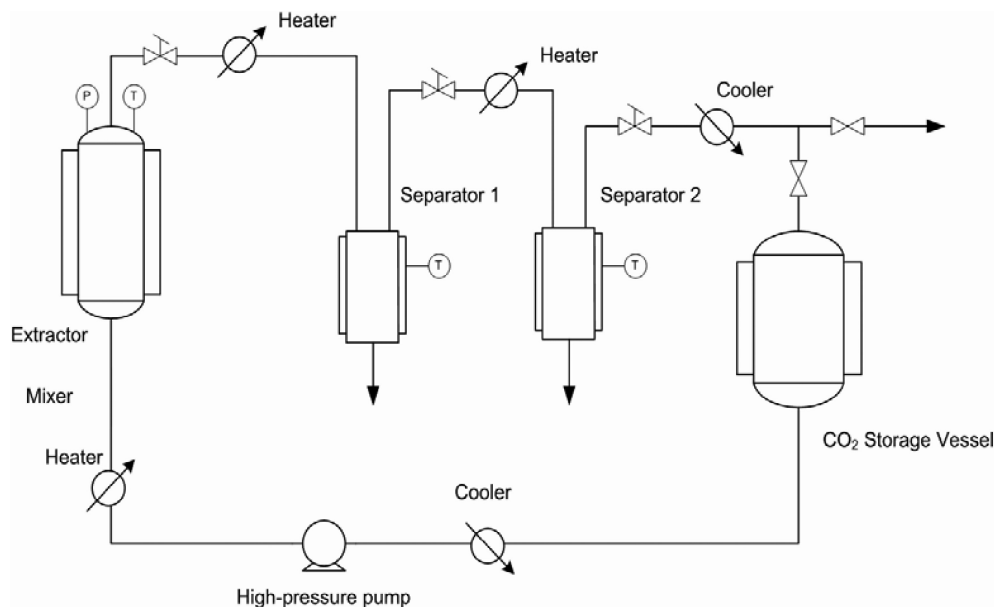 Heater
Heater
Cooler
P
T
Separator 1
Separator 2
T
T
Extractor
Mixer
CO₂ Storage Vessel
Heater
Cooler
High-pressure pump